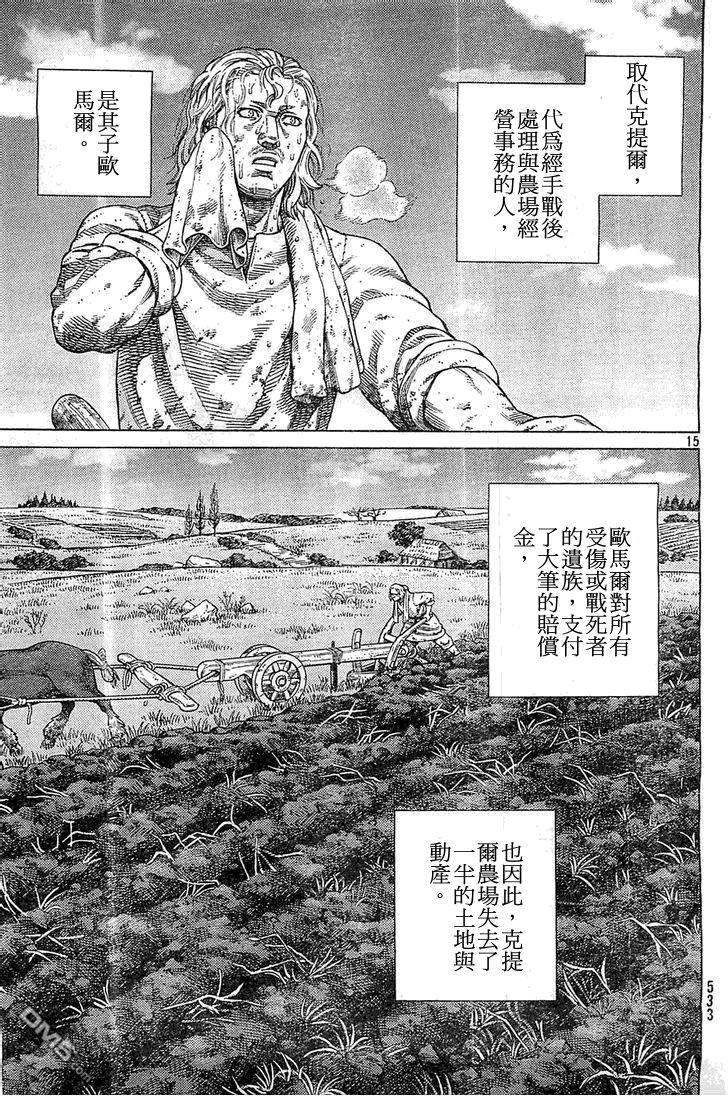 取代克提爾，
代為經手戰後
處理與農場經
營事務的人，
是其子歐
馬爾。
15
歐馬爾對所有
受傷或戰死者
的遺族，支付
了大筆的賠償
金，
也因此，克提
爾農場失去了
一半的土地與
動產。
533
DM5